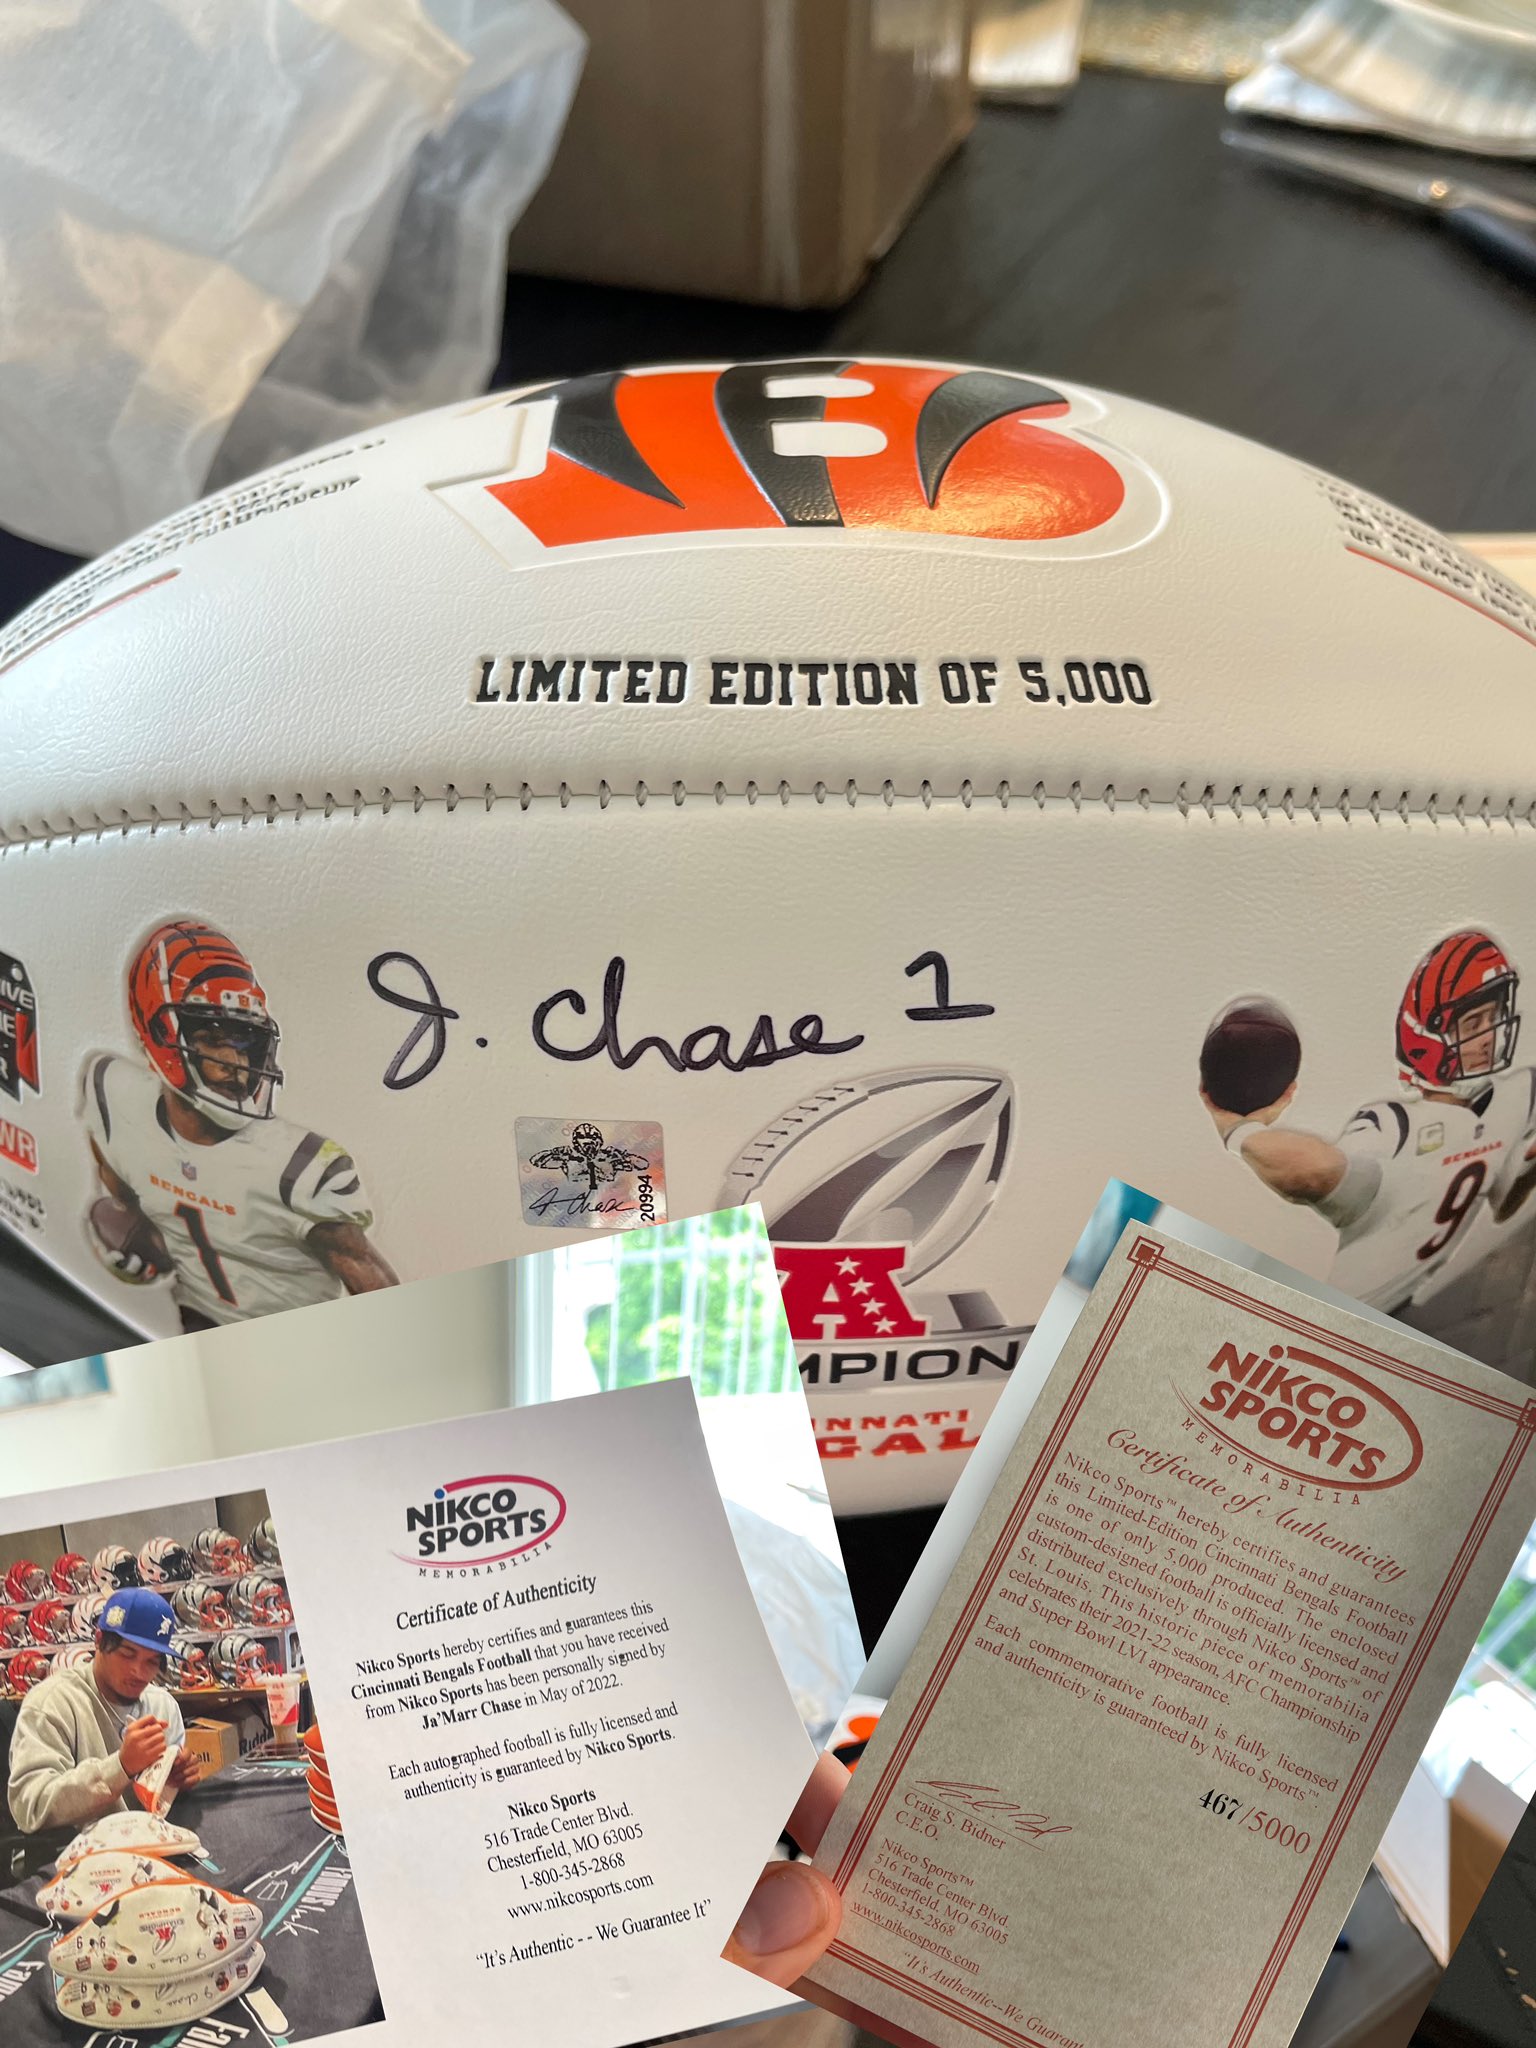 LIMITED EDITION OF 5,000
J. Chase 1
WR
BENGALS
1
J Chase
20994
BENGALS
9
A
NIKCO
SPORTS
MEMORABILIA
Certificate of Authenticity
Nikco Sports hereby certifies and guarantees this
Cincinnati Bengals Football that you have received
from Nikco Sports has been personally signed by
Ja'Marr Chase in May of 2022.
Each autographed football is fully licensed and
authenticity is guaranteed by Nikco Sports.
Nikco Sports
516 Trade Center Blvd.
Chesterfield, MO 63005
1-800-345-2868
www.nikcosports.com
“It's Authentic - - We Guarantee It”
NIKCO
SPORTS
MEMORABILIA
Certificate of Authenticity
Nikco Sports™ hereby certifies and guarantees
this Limited-Edition Cincinnati Bengals Football
is one of only 5,000 produced. The enclosed
custom-designed football is officially licensed and
distributed exclusively through Nikco Sports™ of
St. Louis. This historic piece of memorabilia
celebrates their 2021-22 season, AFC Championship
and Super Bowl LVI appearance.
Each commemorative football is fully licensed
and authenticity is guaranteed by Nikco Sports™.
467/5000
Craig S. Bidner
C.E.O.
Nikco Sports™
516 Trade Center Blvd.
Chesterfield, MO 63005
1-800-345-2868
www.nikcosports.com
“It's Authentic--We Guaran